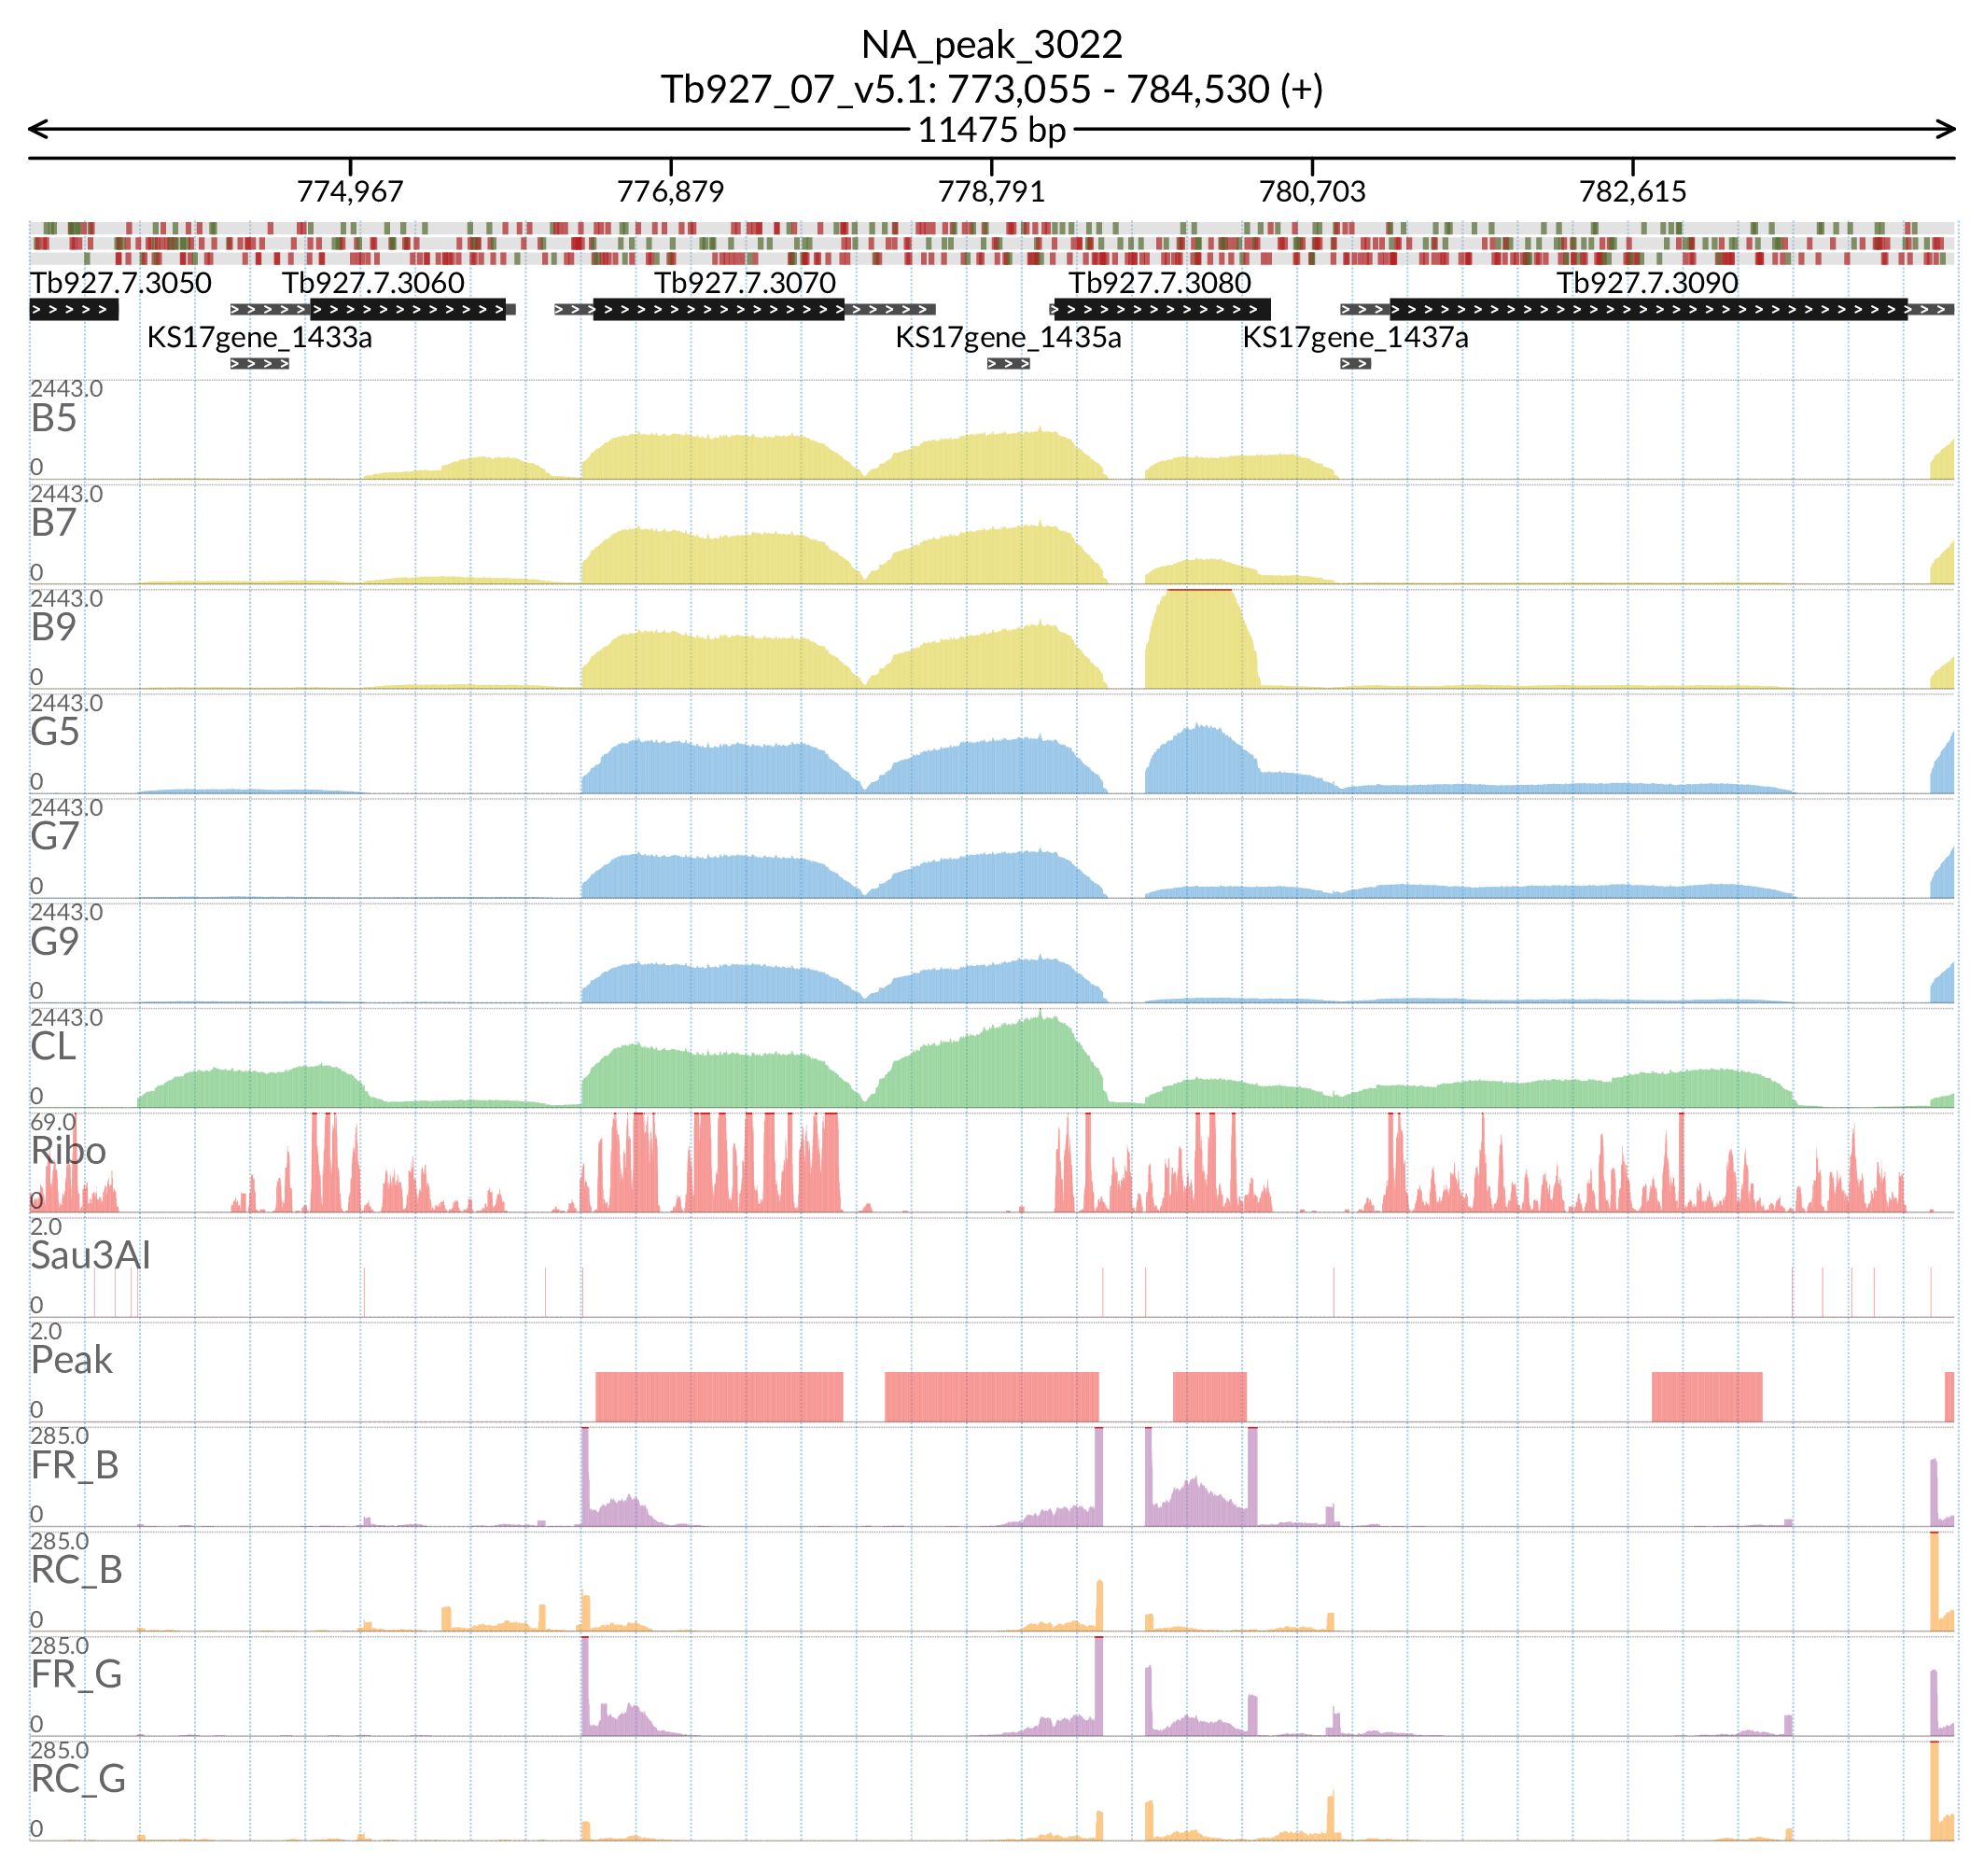 NA_peak_3022
Tb927_07_v5.1: 773,055 - 784,530 (+)
11475 bp
774,967 776,879 778,791 780,703 782,615
Tb927.7.3050 Tb927.7.3060 Tb927.7.3070 Tb927.7.3080 Tb927.7.3090
KS17gene_1433a KS17gene_1435a KS17gene_1437a
2443.0
B5
0
2443.0
B7
0
2443.0
B9
0
2443.0
G5
0
2443.0
G7
0
2443.0
G9
0
2443.0
CL
0
69.0
Ribo
0
2.0
Sau3AI
0
2.0
Peak
0
285.0
FR_B
0
285.0
RC_B
0
285.0
FR_G
0
285.0
RC_G
0